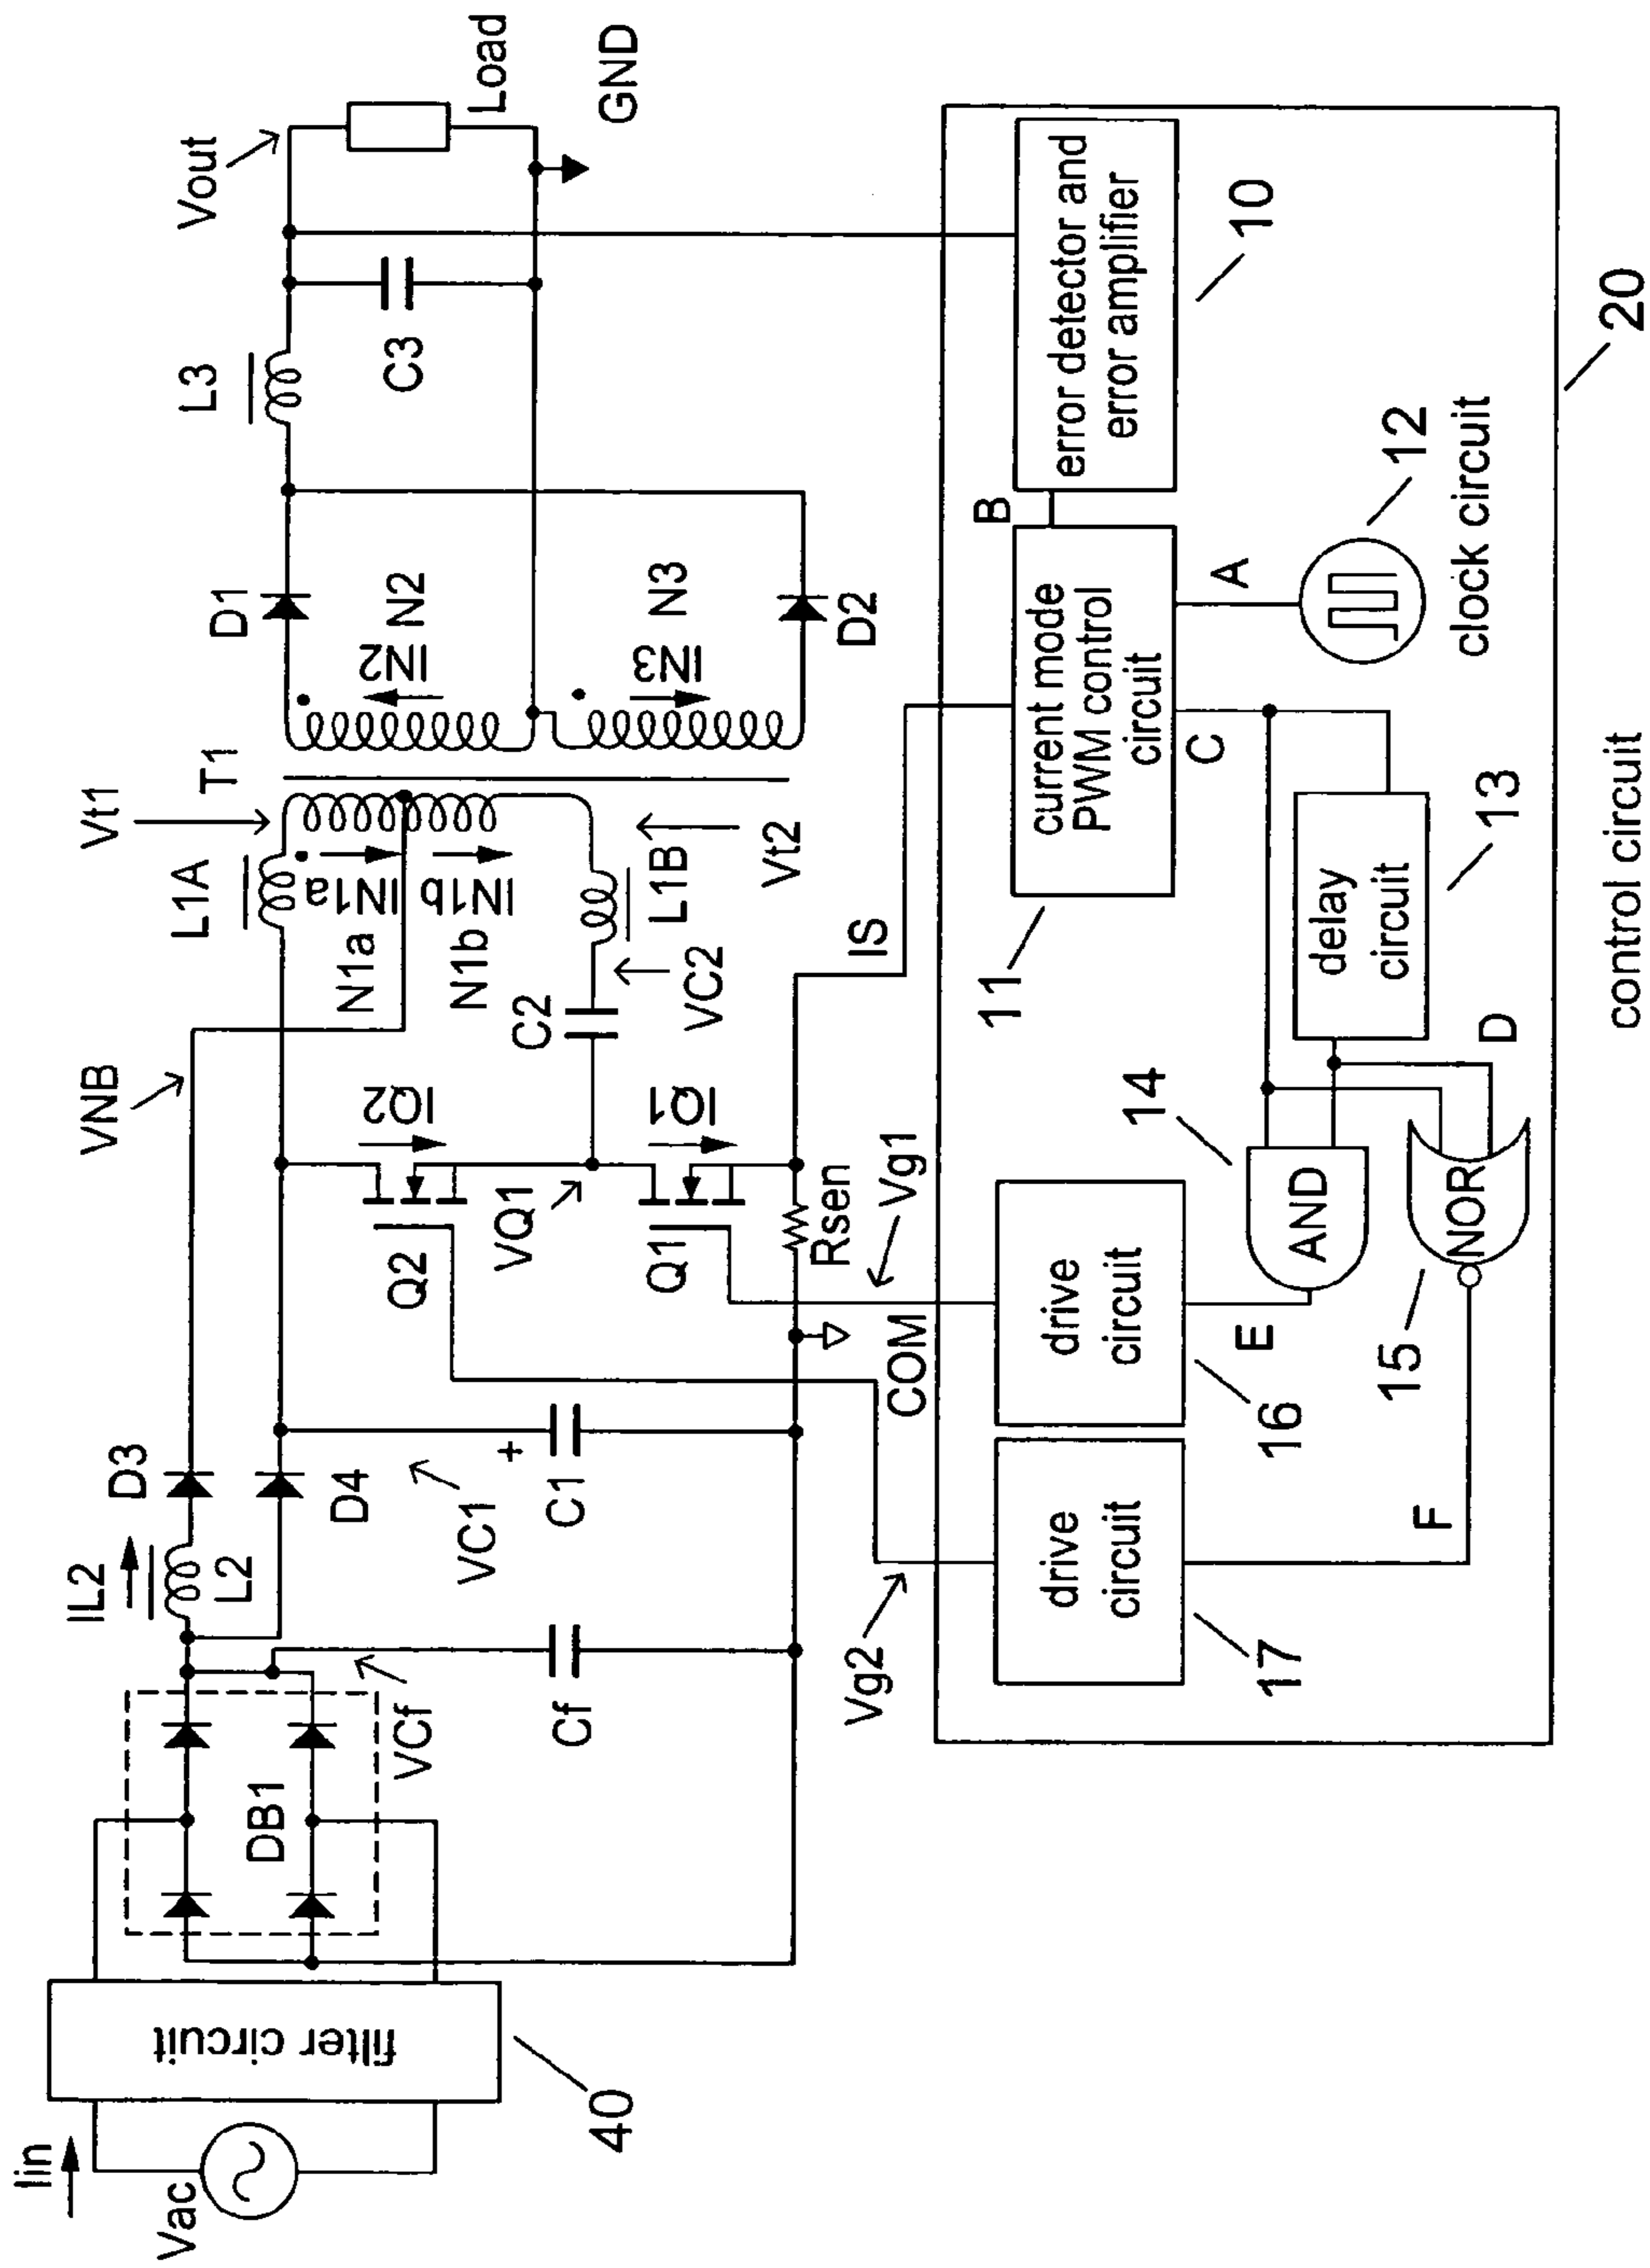 Iin
Vac
filter circuit
40
DB1
VCf
Cf
IL2
L2
D3
D4
VC1
+
C1
VNB
Q2
IQ2
VQ1
Q1
IQ1
Rsen
COM
Vg1
Vg2
C2
VC2
L1A
L1B
Vt1
Vt2
T1
N1a
IN1a
N1b
IN1b
IN2
N2
IN3
N3
D1
D2
L3
C3
Vout
Load
GND
IS
drive
circuit
17
drive
circuit
16
F
E
AND
14
NOR
15
D
delay
circuit
13
C
current mode
PWM control
circuit
11
A
12
clock circuit
B
error detector and
error amplifier
10
20
control circuit